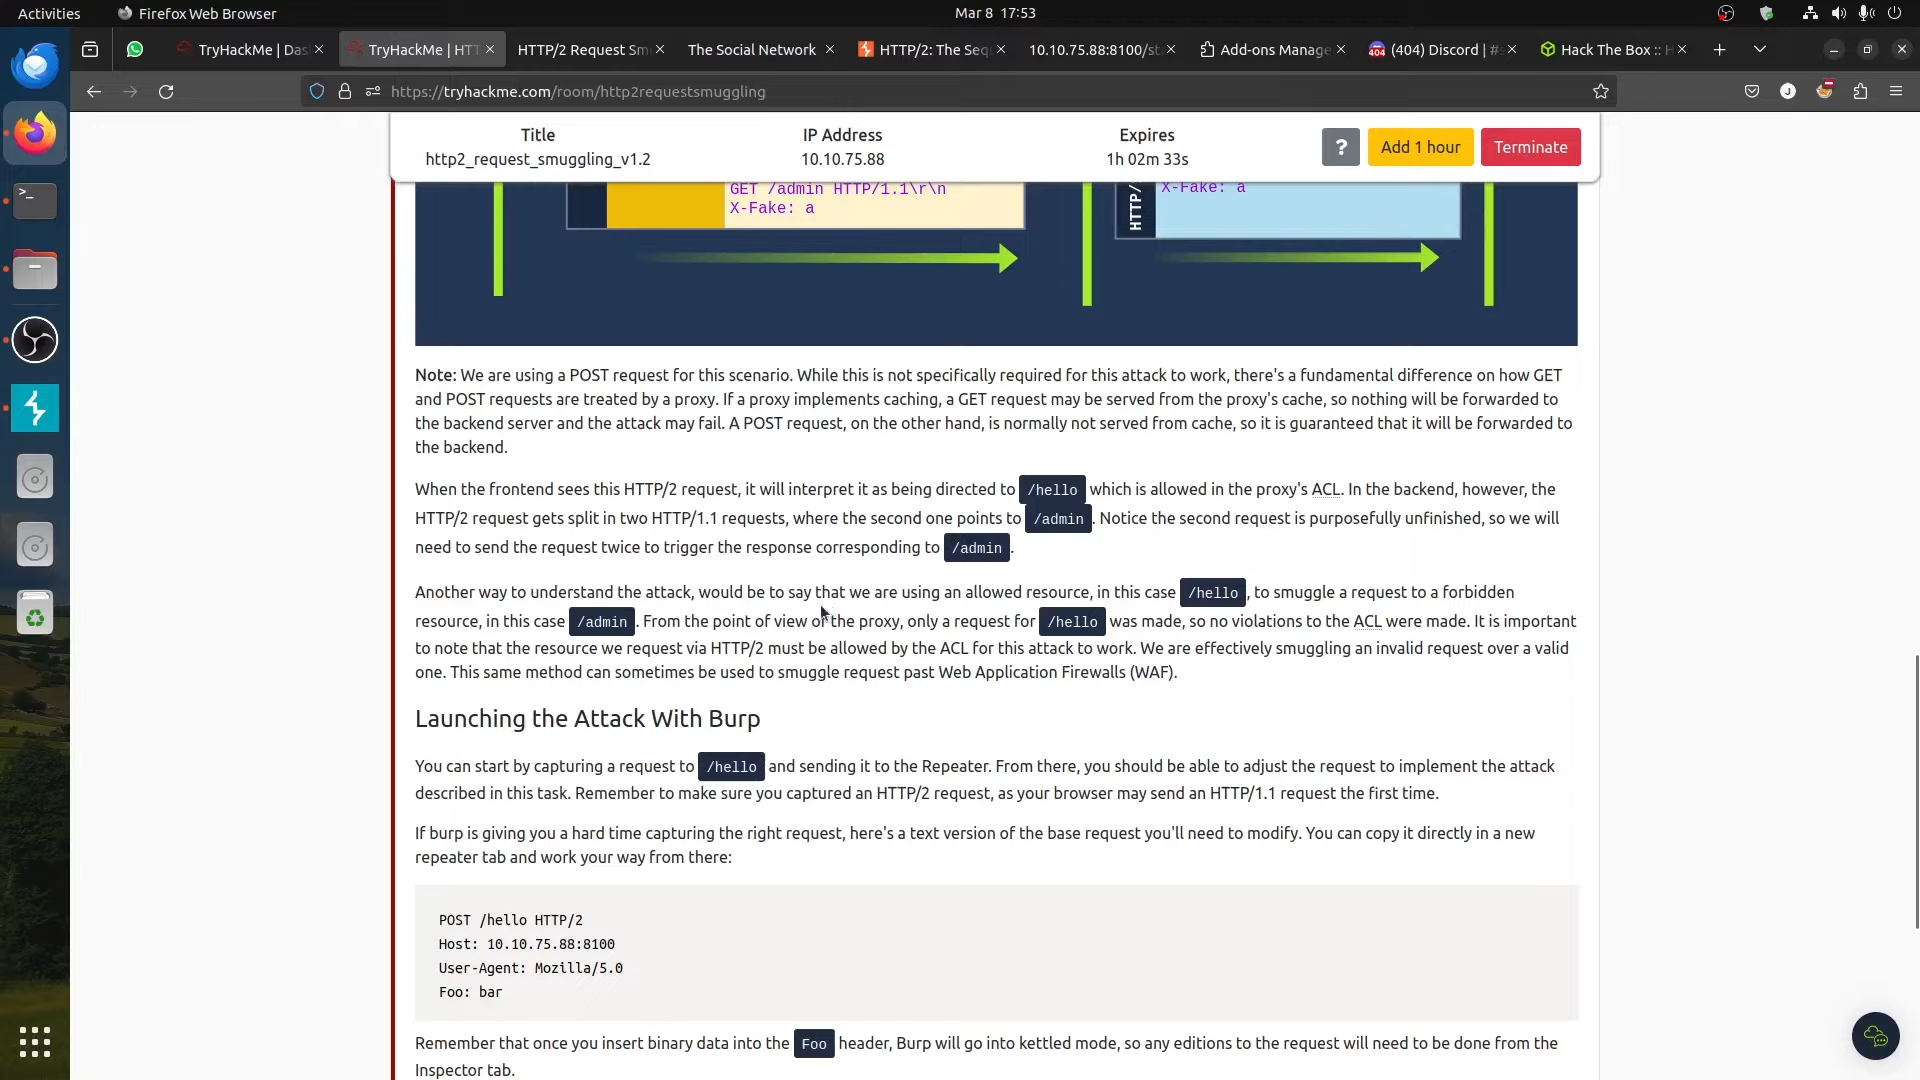 Activities
Firefox Web Browser
Mar 8 17:53
TryHackMe | Das
TryHackMe | HTT
HTTP/2 Request Sm
The Social Network
HTTP/2: The Seq
10.10.75.88:8100/sta
Add-ons Manage
(404) Discord | #s
Hack The Box :: H
https://tryhackme.com/room/http2requestsmuggling
Title
IP Address
Expires
http2_request_smuggling_v1.2
10.10.75.88
1h 02m 33s
?
Add 1 hour
Terminate
GET /admin HTTP/1.1\r\n
X-Fake: a
HTTP/
X-Fake: a
Note: We are using a POST request for this scenario. While this is not specifically required for this attack to work, there's a fundamental difference on how GET
and POST requests are treated by a proxy. If a proxy implements caching, a GET request may be served from the proxy's cache, so nothing will be forwarded to
the backend server and the attack may fail. A POST request, on the other hand, is normally not served from cache, so it is guaranteed that it will be forwarded to
the backend.
When the frontend sees this HTTP/2 request, it will interpret it as being directed to /hello which is allowed in the proxy's ACL. In the backend, however, the
HTTP/2 request gets split in two HTTP/1.1 requests, where the second one points to /admin. Notice the second request is purposefully unfinished, so we will
need to send the request twice to trigger the response corresponding to /admin.
Another way to understand the attack, would be to say that we are using an allowed resource, in this case /hello, to smuggle a request to a forbidden
resource, in this case /admin. From the point of view of the proxy, only a request for /hello was made, so no violations to the ACL were made. It is important
to note that the resource we request via HTTP/2 must be allowed by the ACL for this attack to work. We are effectively smuggling an invalid request over a valid
one. This same method can sometimes be used to smuggle request past Web Application Firewalls (WAF).
Launching the Attack With Burp
You can start by capturing a request to /hello and sending it to the Repeater. From there, you should be able to adjust the request to implement the attack
described in this task. Remember to make sure you captured an HTTP/2 request, as your browser may send an HTTP/1.1 request the first time.
If burp is giving you a hard time capturing the right request, here's a text version of the base request you'll need to modify. You can copy it directly in a new
repeater tab and work your way from there:
POST /hello HTTP/2
Host: 10.10.75.88:8100
User-Agent: Mozilla/5.0
Foo: bar
Remember that once you insert binary data into the Foo header, Burp will go into kettled mode, so any editions to the request will need to be done from the
Inspector tab.